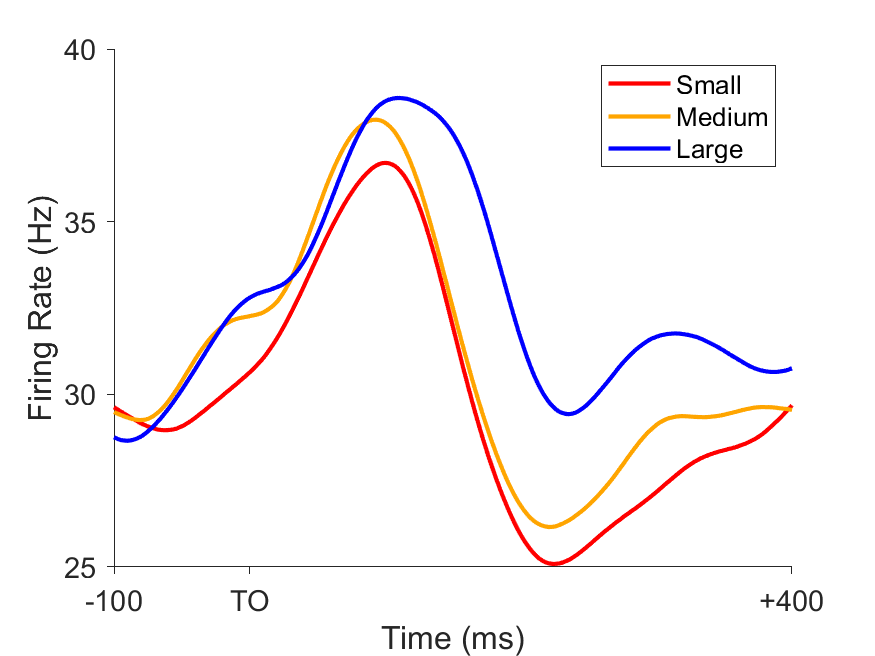 40
35
30
25
Firing Rate (Hz)
Small
Medium
Large
-100
TO
+400
Time (ms)